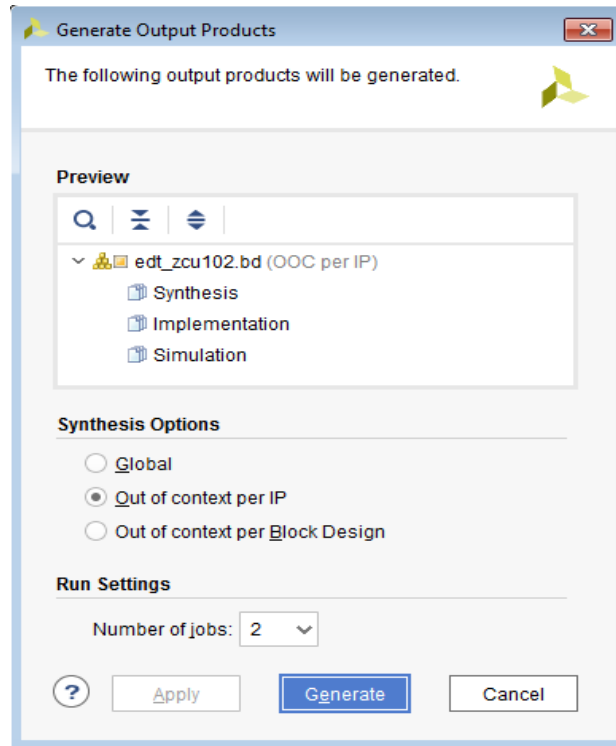 Generate Output Products
The following output products will be generated.
Preview
edt_zcu102.bd (OOC per IP)
Synthesis
Implementation
Simulation
Synthesis Options
Global
Out of context per IP
Out of context per Block Design
Run Settings
Number of jobs: 2
? Apply Generate Cancel